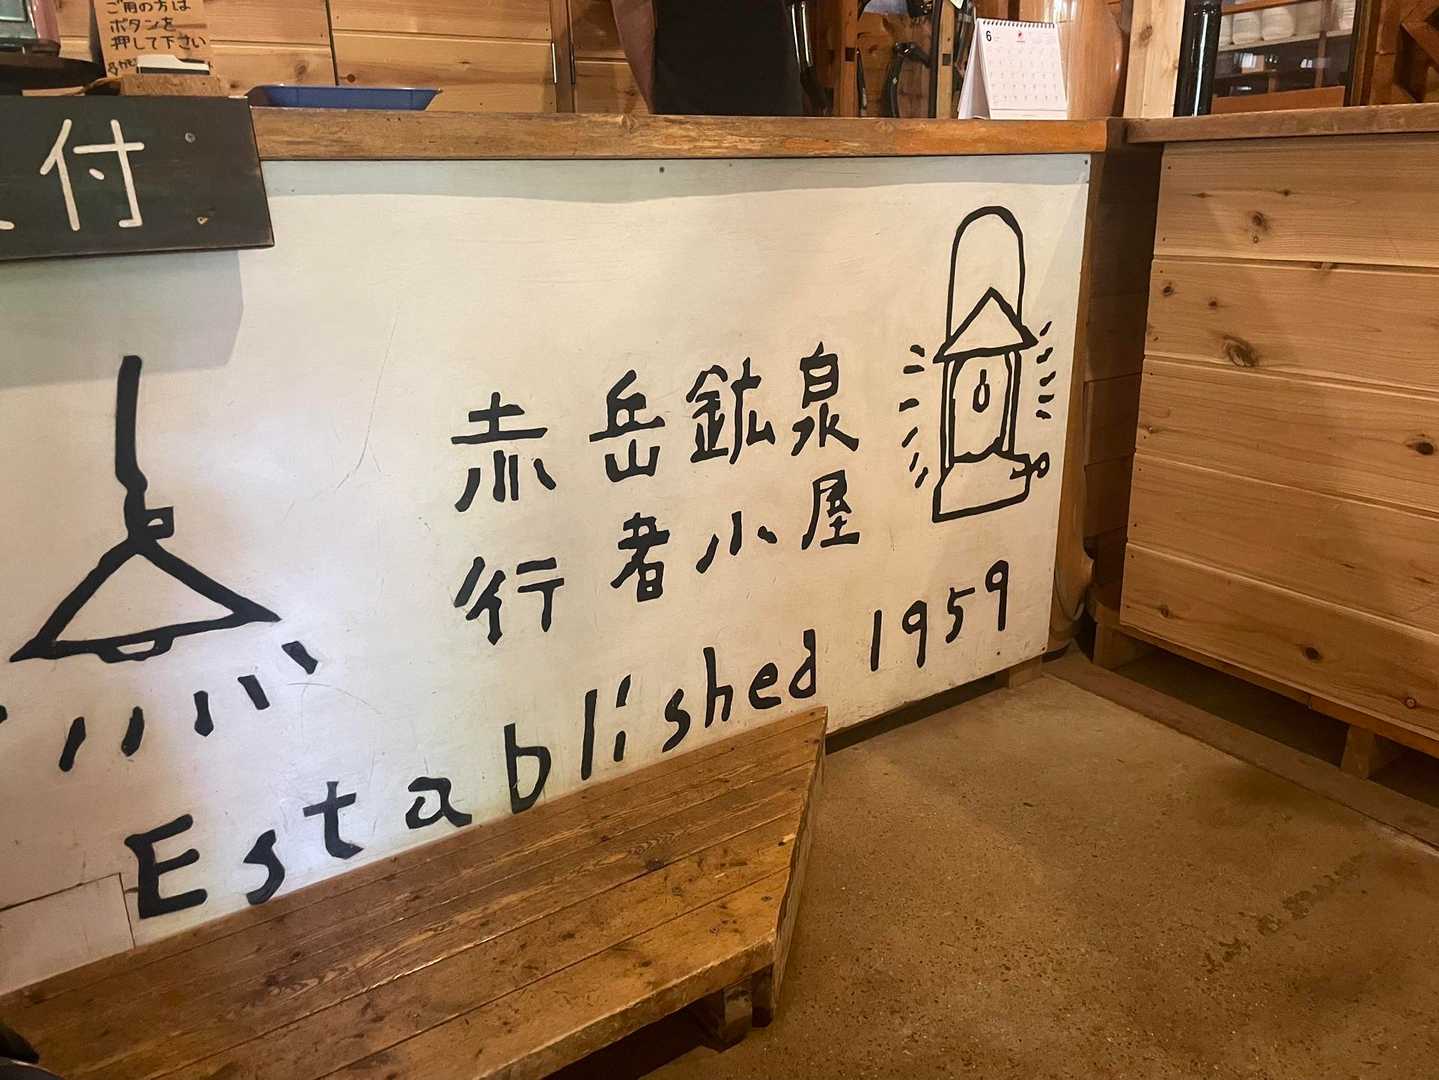 ご用の方は
ボタンを
押して下さい
付
6
赤岳鉱泉
行者小屋
Established 1959